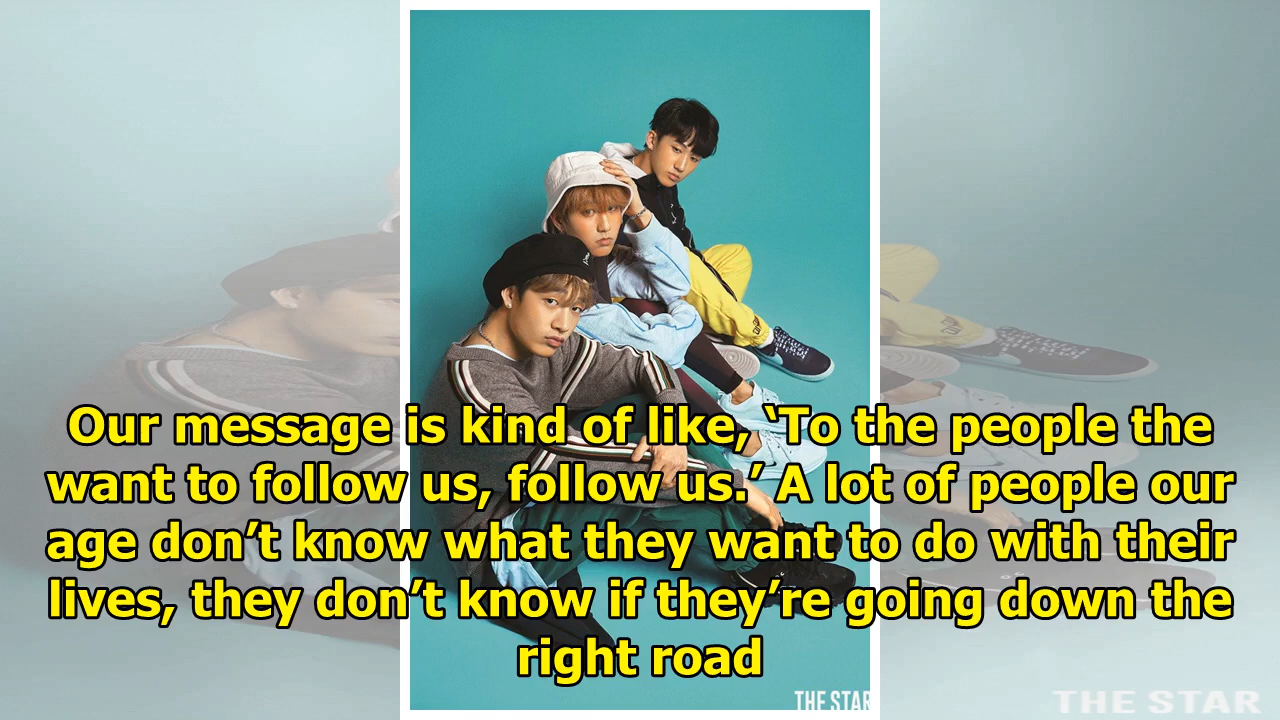 Our message is kind of like, ‘To the people the
want to follow us, follow us.’ A lot of people our
age don’t know what they want to do with their
lives, they don’t know if they’re going down the
right road
THE STAR
THE STAR